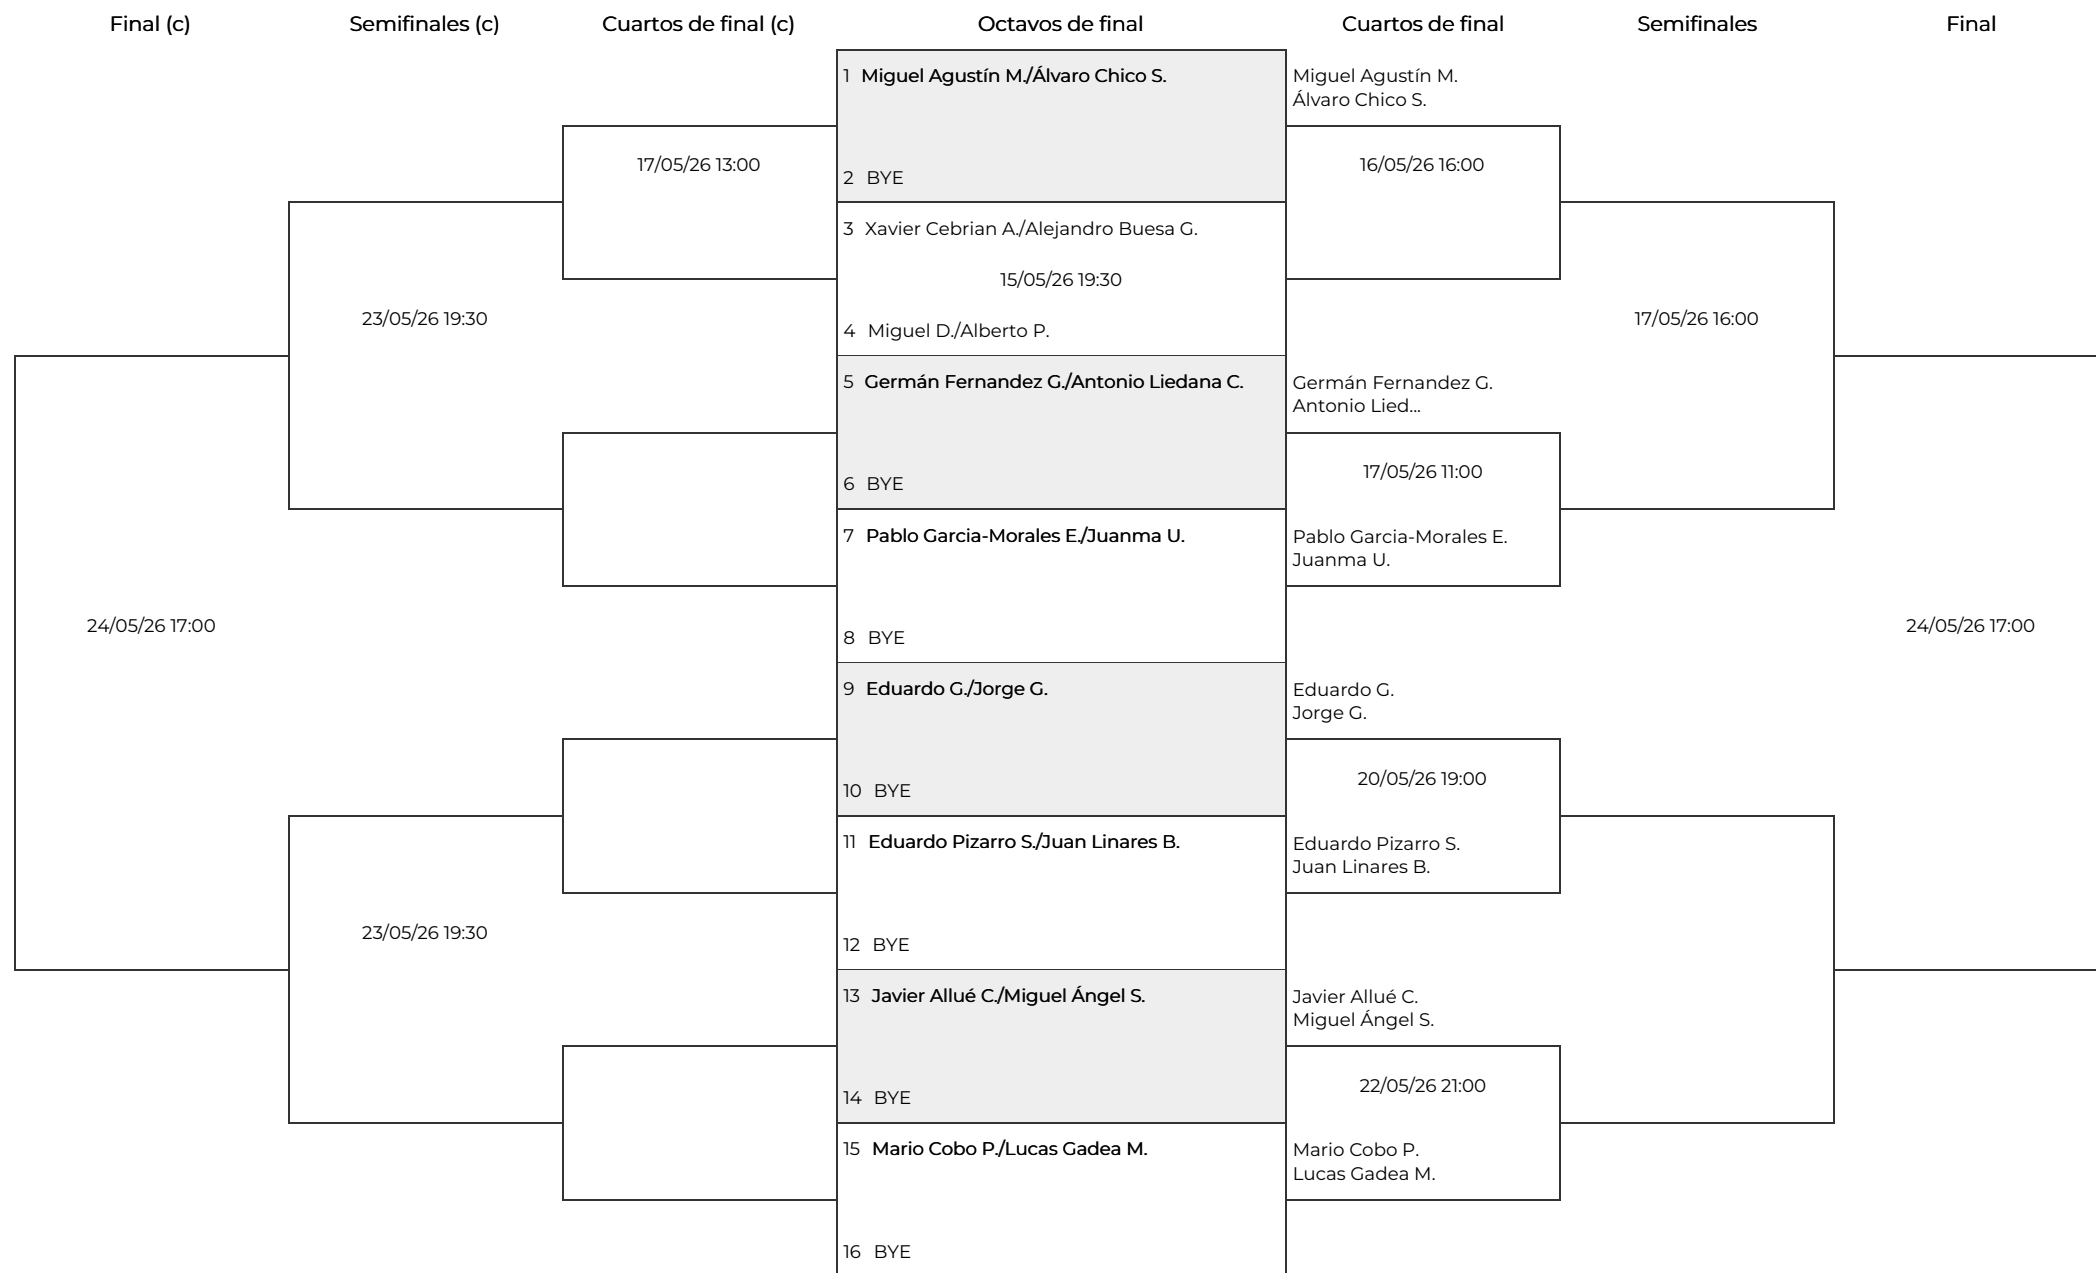 Final (c)
Semifinales (c)
Cuartos de final (c)
Octavos de final
Cuartos de final
Semifinales
Final
24/05/26 17:00
23/05/26 19:30
23/05/26 19:30
17/05/26 13:00
1 Miguel Agustín M./Álvaro Chico S.
2 BYE
3 Xavier Cebrian A./Alejandro Buesa G.
15/05/26 19:30
4 Miguel D./Alberto P.
5 Germán Fernandez G./Antonio Liedana C.
6 BYE
7 Pablo Garcia-Morales E./Juanma U.
8 BYE
9 Eduardo G./Jorge G.
10 BYE
11 Eduardo Pizarro S./Juan Linares B.
12 BYE
13 Javier Allué C./Miguel Ángel S.
14 BYE
15 Mario Cobo P./Lucas Gadea M.
16 BYE
Miguel Agustín M.
Álvaro Chico S.
16/05/26 16:00
Germán Fernandez G.
Antonio Lied...
17/05/26 11:00
Pablo Garcia-Morales E.
Juanma U.
Eduardo G.
Jorge G.
20/05/26 19:00
Eduardo Pizarro S.
Juan Linares B.
Javier Allué C.
Miguel Ángel S.
22/05/26 21:00
Mario Cobo P.
Lucas Gadea M.
17/05/26 16:00
24/05/26 17:00